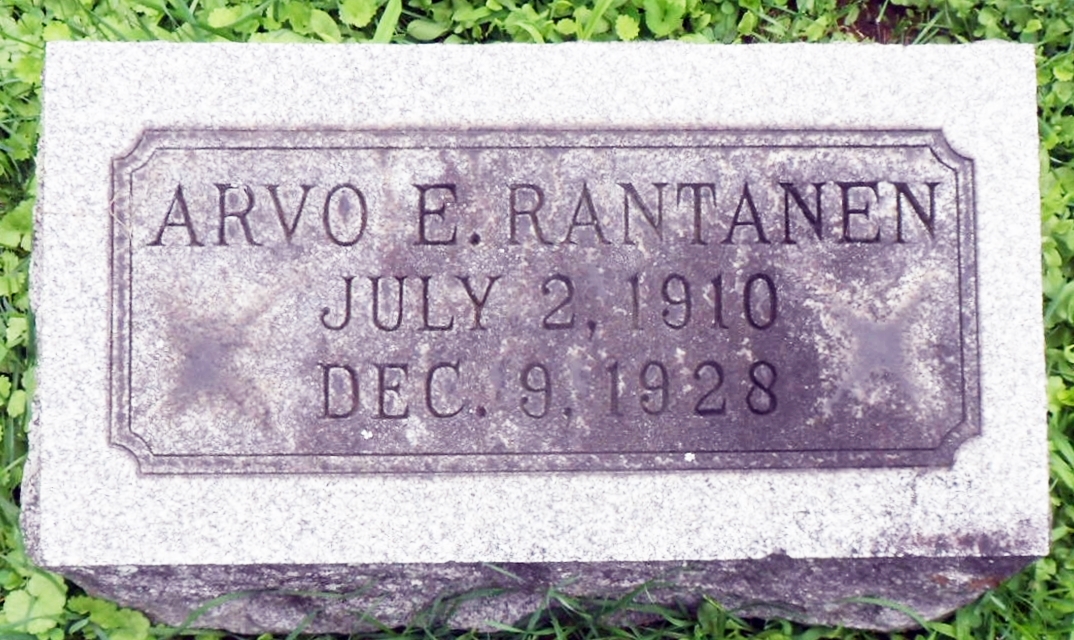 ARVO E. RANTANEN
JULY 2, 1910
DEC. 9, 1928